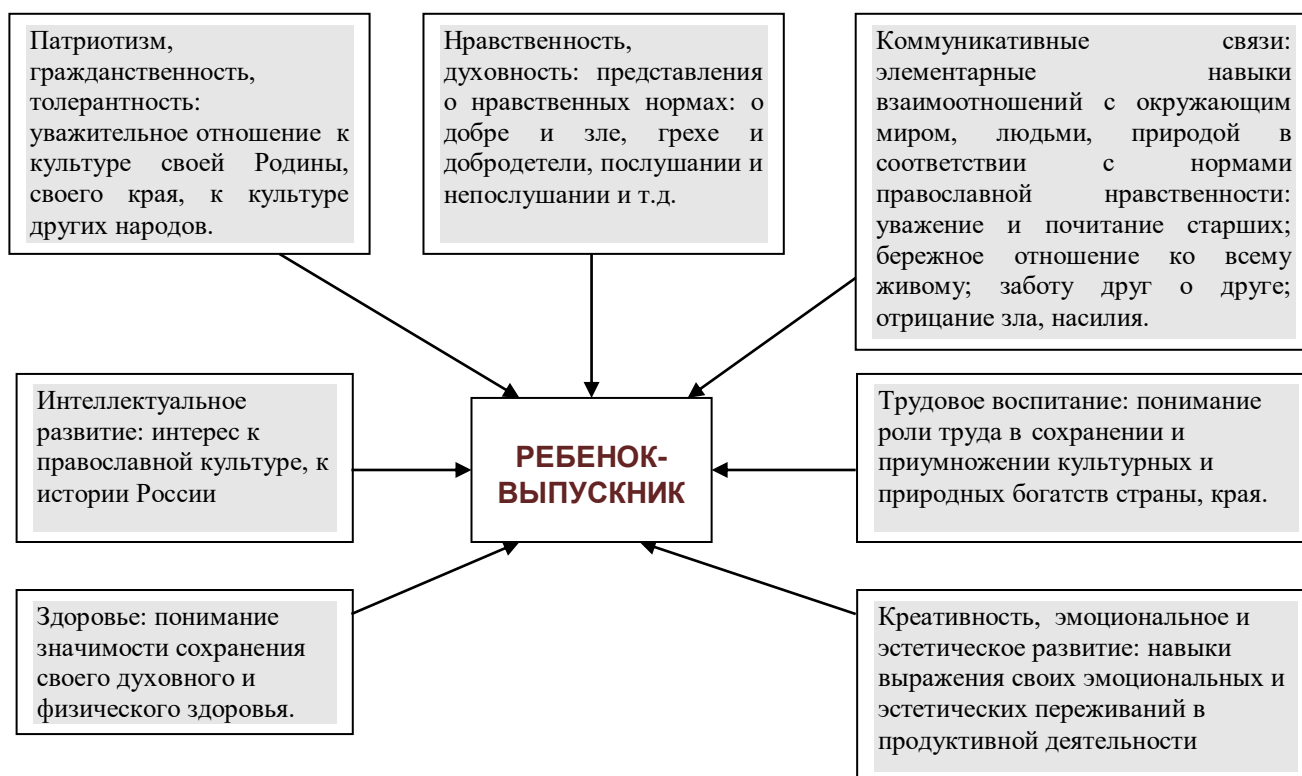 Патриотизм,
гражданственность,
толерантность:
уважительное отношение к
культуре своей Родины,
своего края, к культуре
других народов.
Нравственность,
духовность: представления
о нравственных нормах: о
добре и зле, грехе и
добродетели, послушании и
непослушании и т.д.
Коммуникативные связи:
элементарные навыки
взаимоотношений с окружающим
миром, людьми, природой в
соответствии с нормами
православной нравственности:
уважение и почитание старших;
бережное отношение ко всему
живому; заботу друг о друге;
отрицание зла, насилия.
Интеллектуальное
развитие: интерес к
православной культуре, к
истории России
РЕБЕНОК-
ВЫПУСКНИК
Трудовое воспитание: понимание
роли труда в сохранении и
приумножении культурных и
природных богатств страны, края.
Здоровье: понимание
значимости сохранения
своего духовного и
физического здоровья.
Креативность, эмоциональное и
эстетическое развитие: навыки
выражения своих эмоциональных и
эстетических переживаний в
продуктивной деятельности